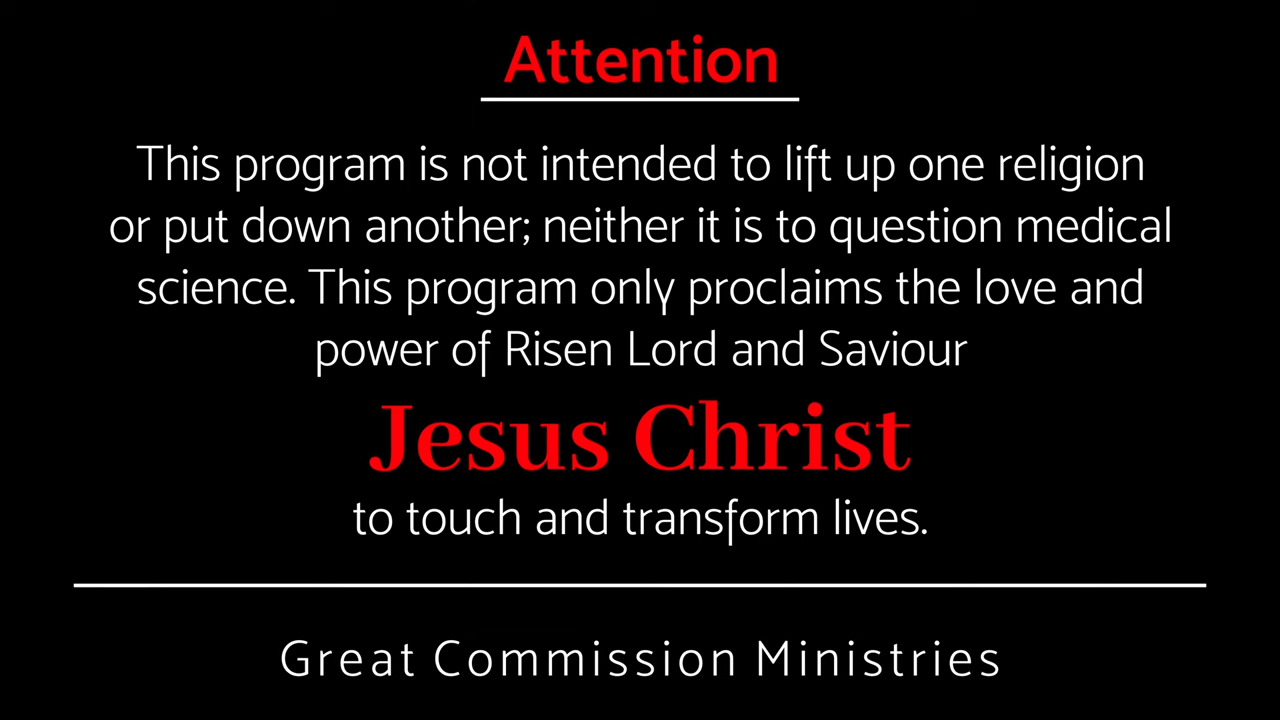 Attention
This program is not intended to lift up one religion
or put down another; neither it is to question medical
science. This program only proclaims the love and
power of Risen Lord and Saviour
Jesus Christ
to touch and transform lives.
Great Commission Ministries